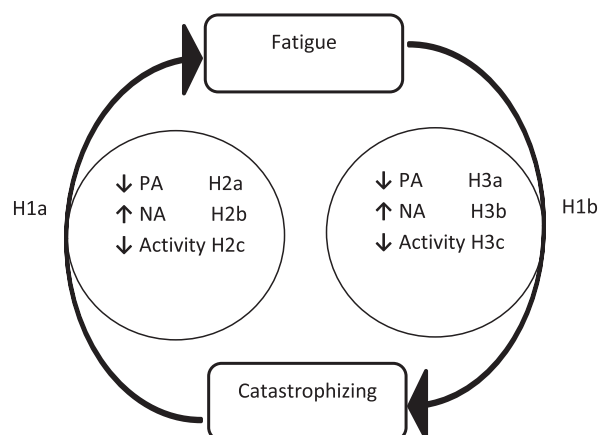 Fatigue
↓ PA H2a
↑ NA H2b
↓ Activity H2c
↓ PA H3a
↑ NA H3b
↓ Activity H3c
H1a
H1b
Catastrophizing